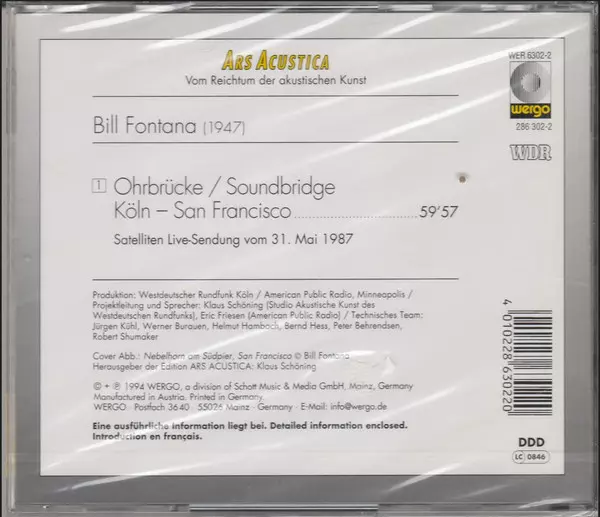 ARS ACUSTICA
Vom Reichtum der akustischen Kunst
WER 6302-2
wergo
286 302-2
WDR
Bill Fontana (1947)
1 Ohrbrücke / Soundbridge
Köln – San Francisco 59'57
Satelliten Live-Sendung vom 31. Mai 1987
Produktion: Westdeutscher Rundfunk Köln / American Public Radio, Minneapolis /
Projektleitung und Sprecher: Klaus Schöning (Studio Akustische Kunst des
Westdeutschen Rundfunks), Eric Friesen (American Public Radio) / Technisches Team:
Jürgen Kühl, Werner Burauen, Helmut Hambach, Bernd Hess, Peter Behrendsen,
Robert Shumaker
Cover Abb.: Nebelhorn am Südpier, San Francisco © Bill Fontana
Herausgeber der Edition ARS ACUSTICA: Klaus Schöning
© + ℗ 1994 WERGO, a division of Schott Music & Media GmbH, Mainz, Germany
Manufactured in Austria. Printed in Germany.
WERGO · Postfach 3640 · 55026 Mainz · Germany · E-Mail: info@wergo.de
Eine ausführliche Information liegt bei. Detailed information enclosed.
Introduction en français.
4 010228 630220
DDD
LC 0846